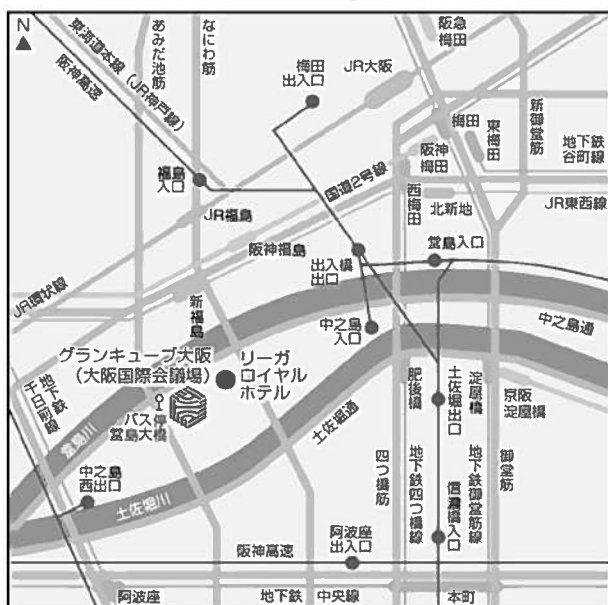 N
東海道本線（JR神戸線）
阪神高速
あみだ池筋
なにわ筋
梅田
出入口
JR大阪
阪急
梅田
新御堂筋
梅田
東梅田
地下鉄
谷町線
阪神
梅田
国道2号線
西梅田
北新地
JR東西線
福島
入口
JR福島
阪神福島
出入橋
出口
堂島入口
JR環状線
新福島
中之島
入口
中之島通
グランキューブ大阪
（大阪国際会議場）
リーガ
ロイヤル
ホテル
バス停
堂島大橋
地下鉄
千日前線
堂島川
土佐堀通
肥後橋
土佐堀出口
淀屋橋
京阪
淀屋橋
中之島
西出口
土佐堀川
四つ橋筋
地下鉄四つ橋線
信濃橋入口
地下鉄御堂筋線
御堂筋
阿波座
出入口
阪神高速
阿波座
地下鉄
中央線
本町